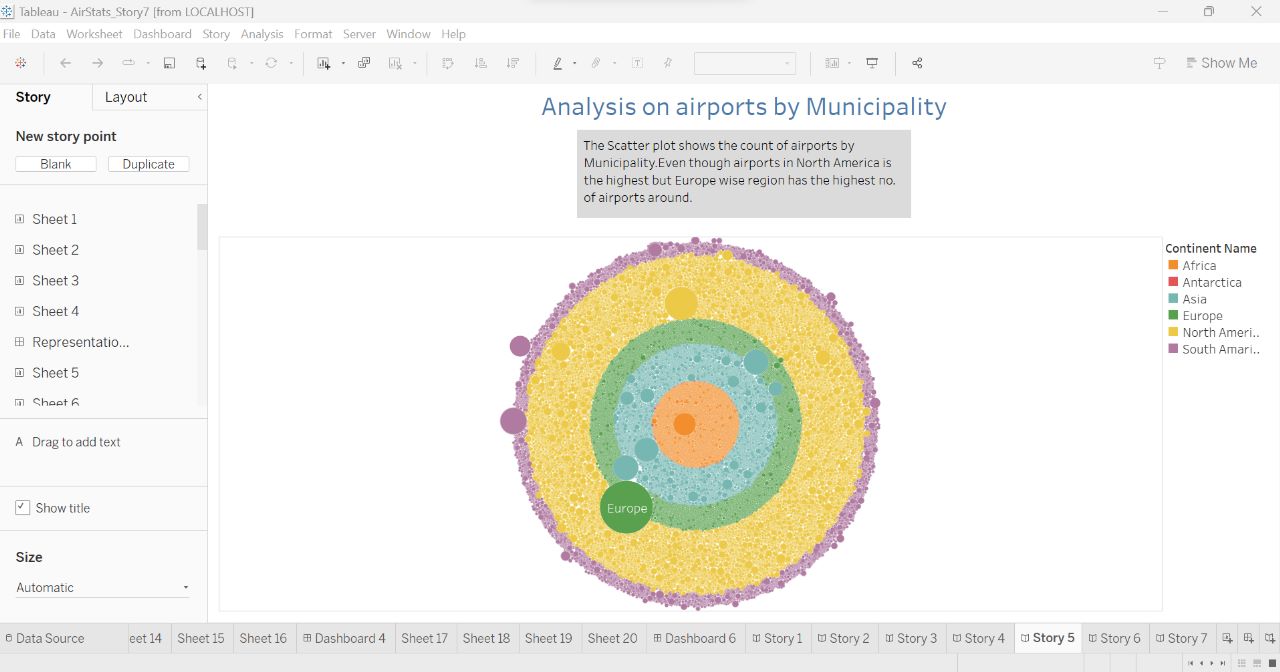 Tableau - AirStats_Story7 [from LOCALHOST]
File Data Worksheet Dashboard Story Analysis Format Server Window Help
Show Me
Story Layout
New story point
Blank Duplicate
Sheet 1
Sheet 2
Sheet 3
Sheet 4
Representatio...
Sheet 5
Sheet 6
A Drag to add text
Show title
Size
Automatic
Analysis on airports by Municipality
The Scatter plot shows the count of airports by
Municipality.Even though airports in North America is
the highest but Europe wise region has the highest no.
of airports around.
Europe
Continent Name
Africa
Antarctica
Asia
Europe
North Ameri..
South Amari..
Data Source eet 14 Sheet 15 Sheet 16 Dashboard 4 Sheet 17 Sheet 18 Sheet 19 Sheet 20 Dashboard 6 Story 1 Story 2 Story 3 Story 4 Story 5 Story 6 Story 7